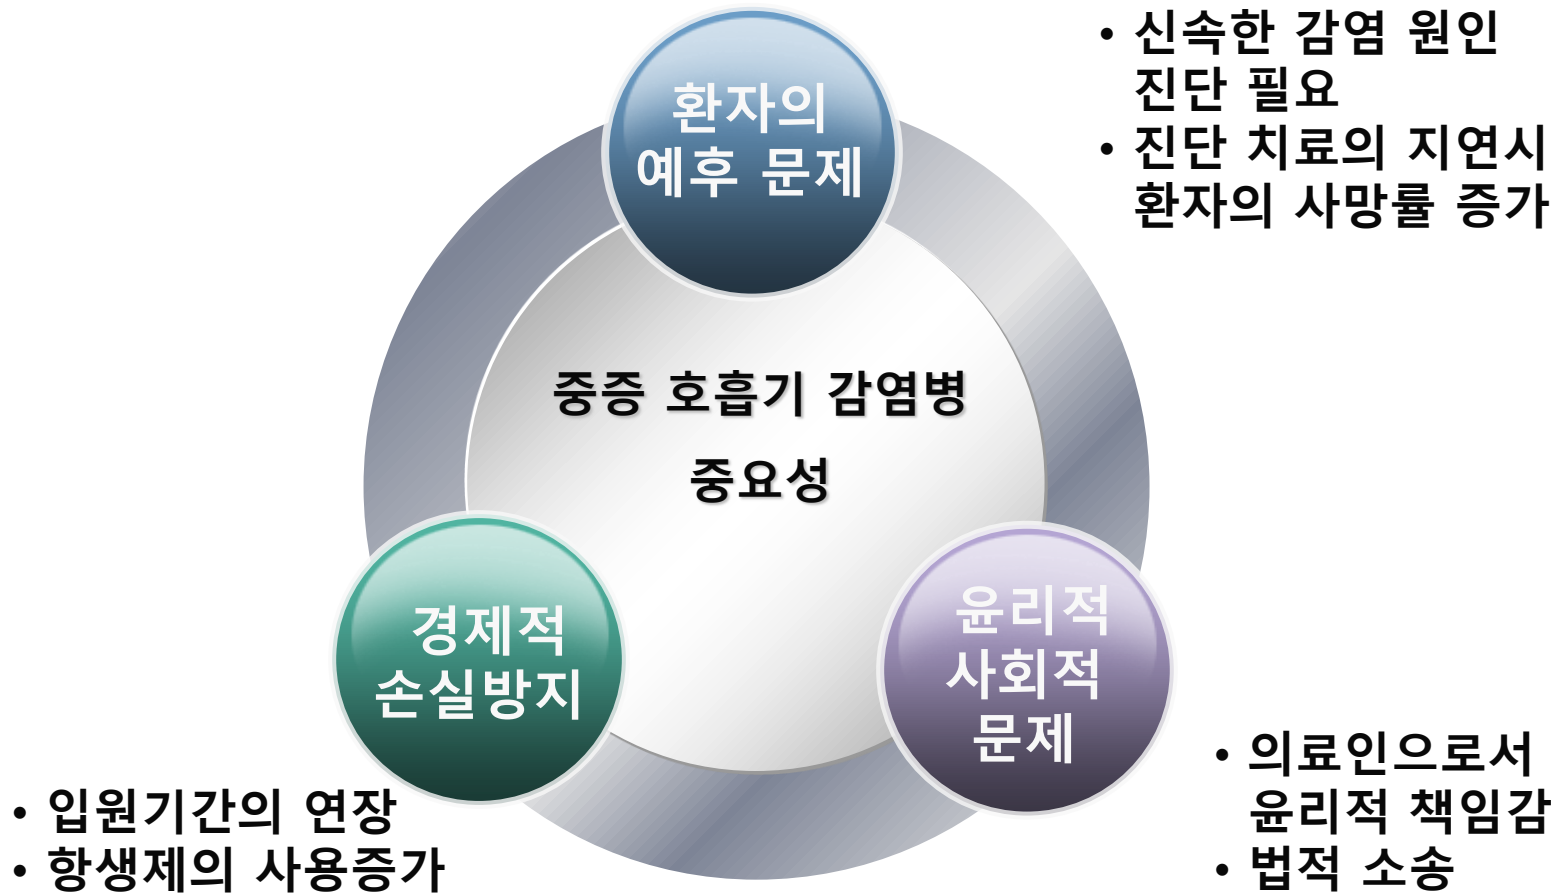 환자의
예후 문제
• 신속한 감염 원인
진단 필요
• 진단 치료의 지연시
환자의 사망률 증가
중증 호흡기 감염병
중요성
경제적
손실방지
윤리적
사회적
문제
• 입원기간의 연장
• 항생제의 사용증가
• 의료인으로서
윤리적 책임감
• 법적 소송